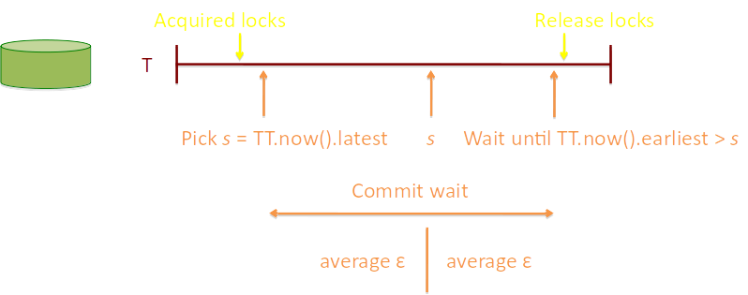 Acquired locks
Release locks
T
Pick s = TT.now().latest
s
Wait until TT.now().earliest > s
Commit wait
average ε
average ε